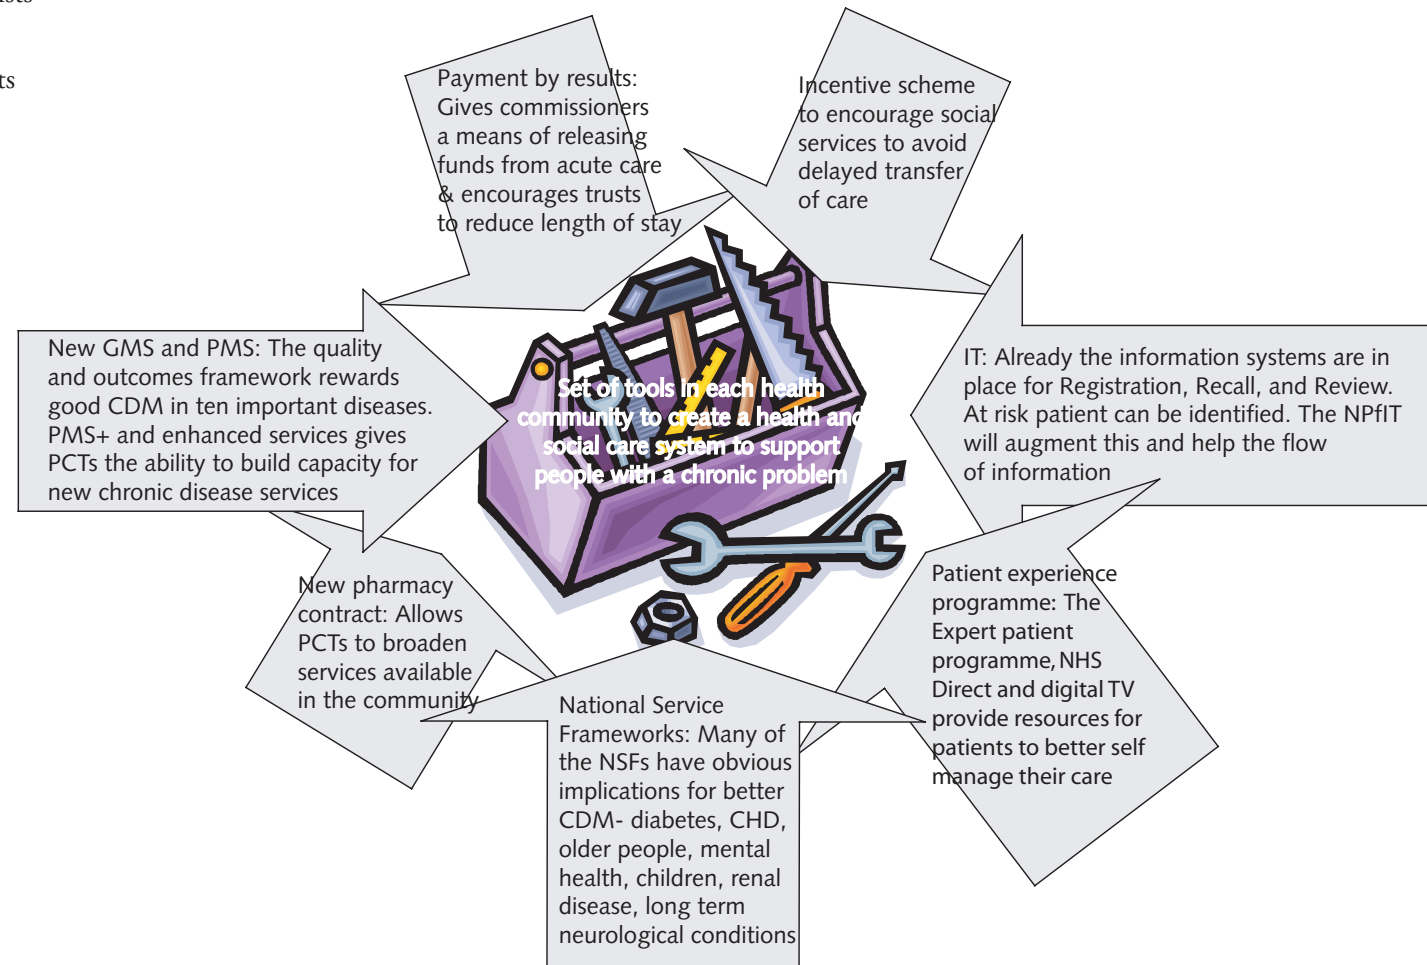 ts
Payment by results:
Gives commissioners
a means of releasing
funds from acute care
& encourages trusts
to reduce length of stay
Incentive scheme
to encourage social
services to avoid
delayed transfer
of care
New GMS and PMS: The quality
and outcomes framework rewards
good CDM in ten important diseases.
PMS+ and enhanced services gives
PCTs the ability to build capacity for
new chronic disease services
Set of tools in each health
community to create a health and
social care system to support
people with a chronic problem
IT: Already the information systems are in
place for Registration, Recall, and Review.
At risk patient can be identified. The NPfIT
will augment this and help the flow
of information
New pharmacy
contract: Allows
PCTs to broaden
services available
in the community
National Service
Frameworks: Many of
the NSFs have obvious
implications for better
CDM- diabetes, CHD,
older people, mental
health, children, renal
disease, long term
neurological conditions
Patient experience
programme: The
Expert patient
programme, NHS
Direct and digital TV
provide resources for
patients to better self
manage their care